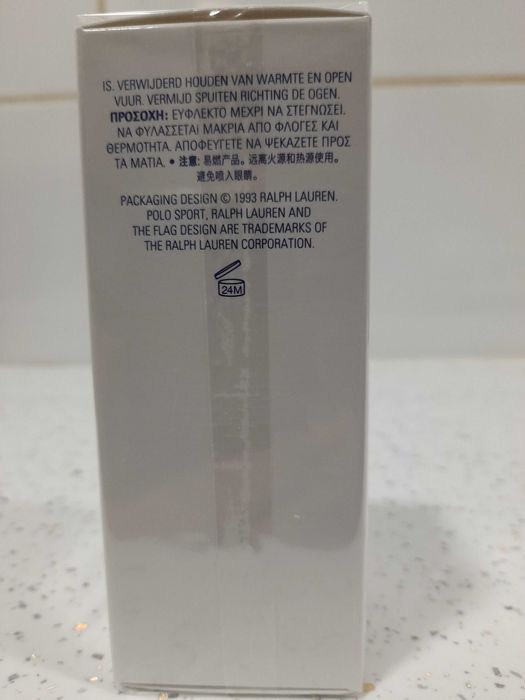 IS. VERWIJDERD HOUDEN VAN WARMTE EN OPEN
VUUR. VERMIJD SPUITEN RICHTING DE OGEN.
ΠΡΟΣΟΧΗ: ΕΥΦΛΕΚΤΟ ΜΕΧΡΙ ΝΑ ΣΤΕΓΝΩΣΕΙ.
ΝΑ ΦΥΛΑΣΣΕΤΑΙ ΜΑΚΡΙΑ ΑΠΟ ΦΛΟΓΕΣ ΚΑΙ
ΘΕΡΜΟΤΗΤΑ. ΑΠΟΦΕΥΓΕΤΕ ΝΑ ΨΕΚΑΖΕΤΕ ΠΡΟΣ
ΤΑ ΜΑΤΙΑ. • 注意: 易燃产品。远离火源和热源使用。
避免喷入眼睛。
PACKAGING DESIGN © 1993 RALPH LAUREN.
POLO SPORT, RALPH LAUREN AND
THE FLAG DESIGN ARE TRADEMARKS OF
THE RALPH LAUREN CORPORATION.
24M